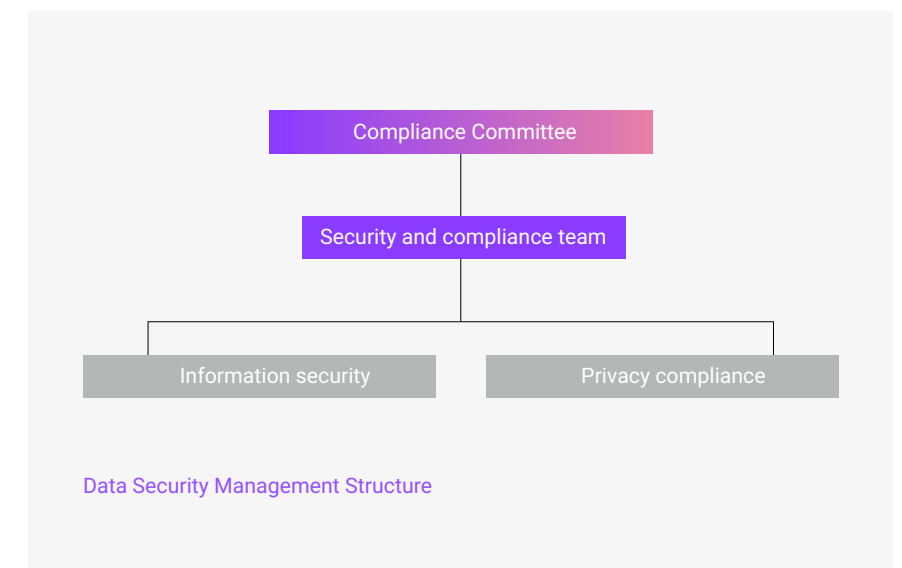 Compliance Committee
Security and compliance team
Information security
Privacy compliance
Data Security Management Structure